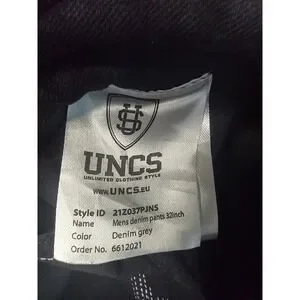 UNCS
UNLIMITED CLOTHING STYLE
www.UNCS.EU
Style ID 21Z037PJNS
Name Mens denim pants 32inch
Color Denim grey
Order No. 6612021